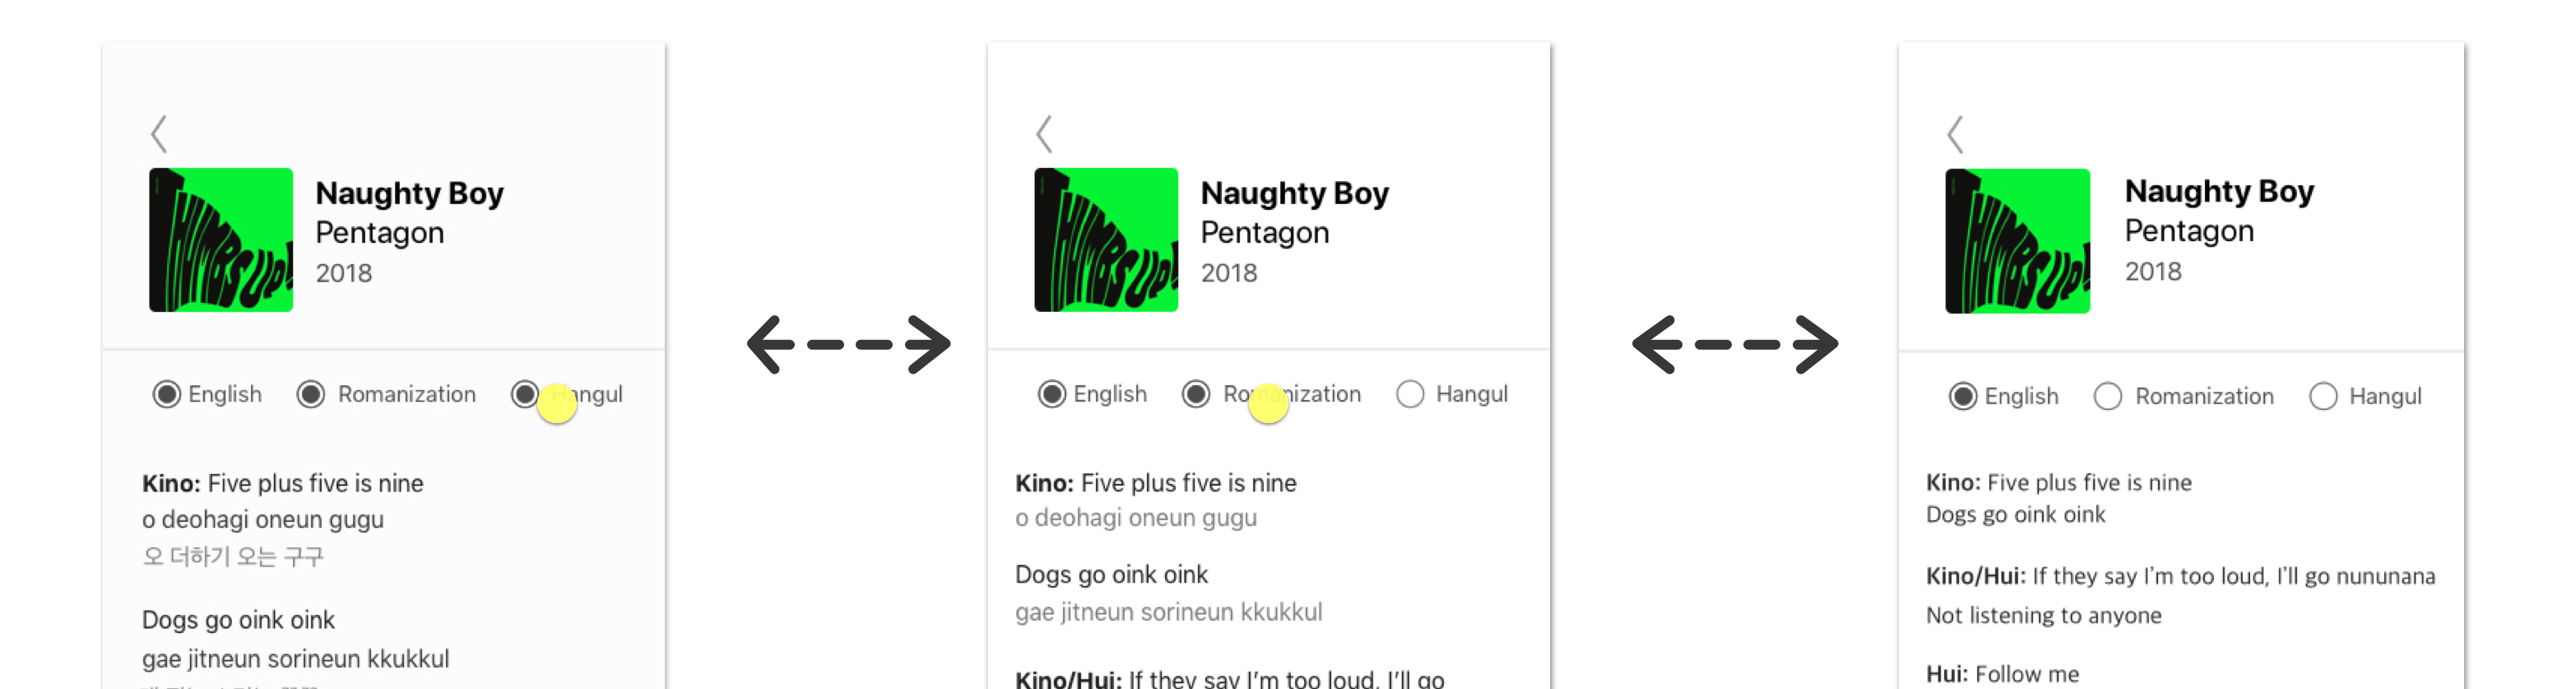 Naughty Boy
Pentagon
2018
English Romanization Hangul
Kino: Five plus five is nine
o deohagi oneun gugu
오 더하기 오는 구구
Dogs go oink oink
gae jitneun sorineun kkukkul
Naughty Boy
Pentagon
2018
English Romanization Hangul
Kino: Five plus five is nine
o deohagi oneun gugu
Dogs go oink oink
gae jitneun sorineun kkukkul
Kino/Hui: If they say I'm too loud, I'll go
Naughty Boy
Pentagon
2018
English Romanization Hangul
Kino: Five plus five is nine
Dogs go oink oink
Kino/Hui: If they say I'm too loud, I'll go nununana
Not listening to anyone
Hui: Follow me